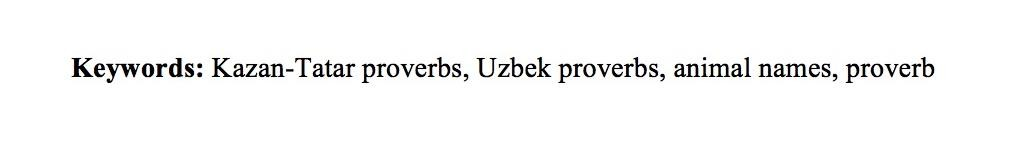 Keywords: Kazan-Tatar proverbs, Uzbek proverbs, animal names, proverb